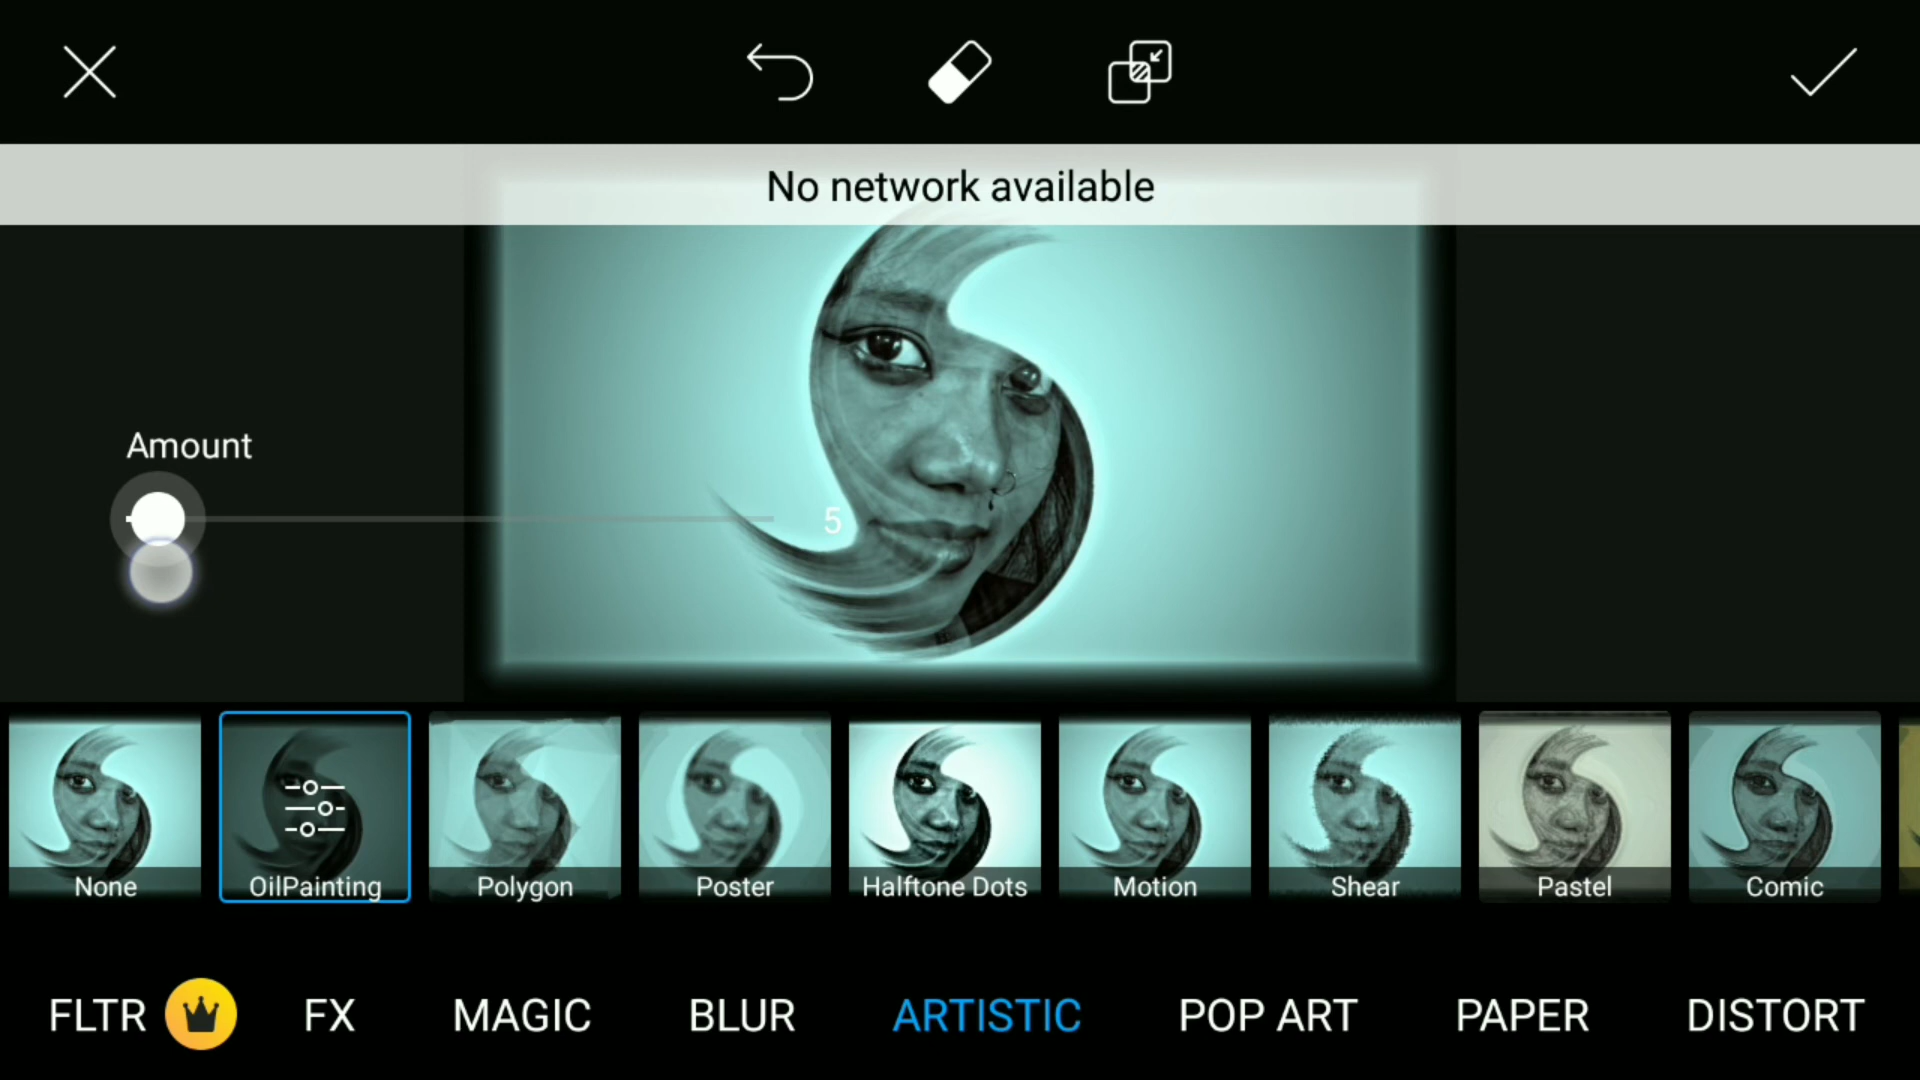 No network available
Amount
5
None
OilPainting
Polygon
Poster
Halftone Dots
Motion
Shear
Pastel
Comic
FLTR
FX
MAGIC
BLUR
ARTISTIC
POP ART
PAPER
DISTORT